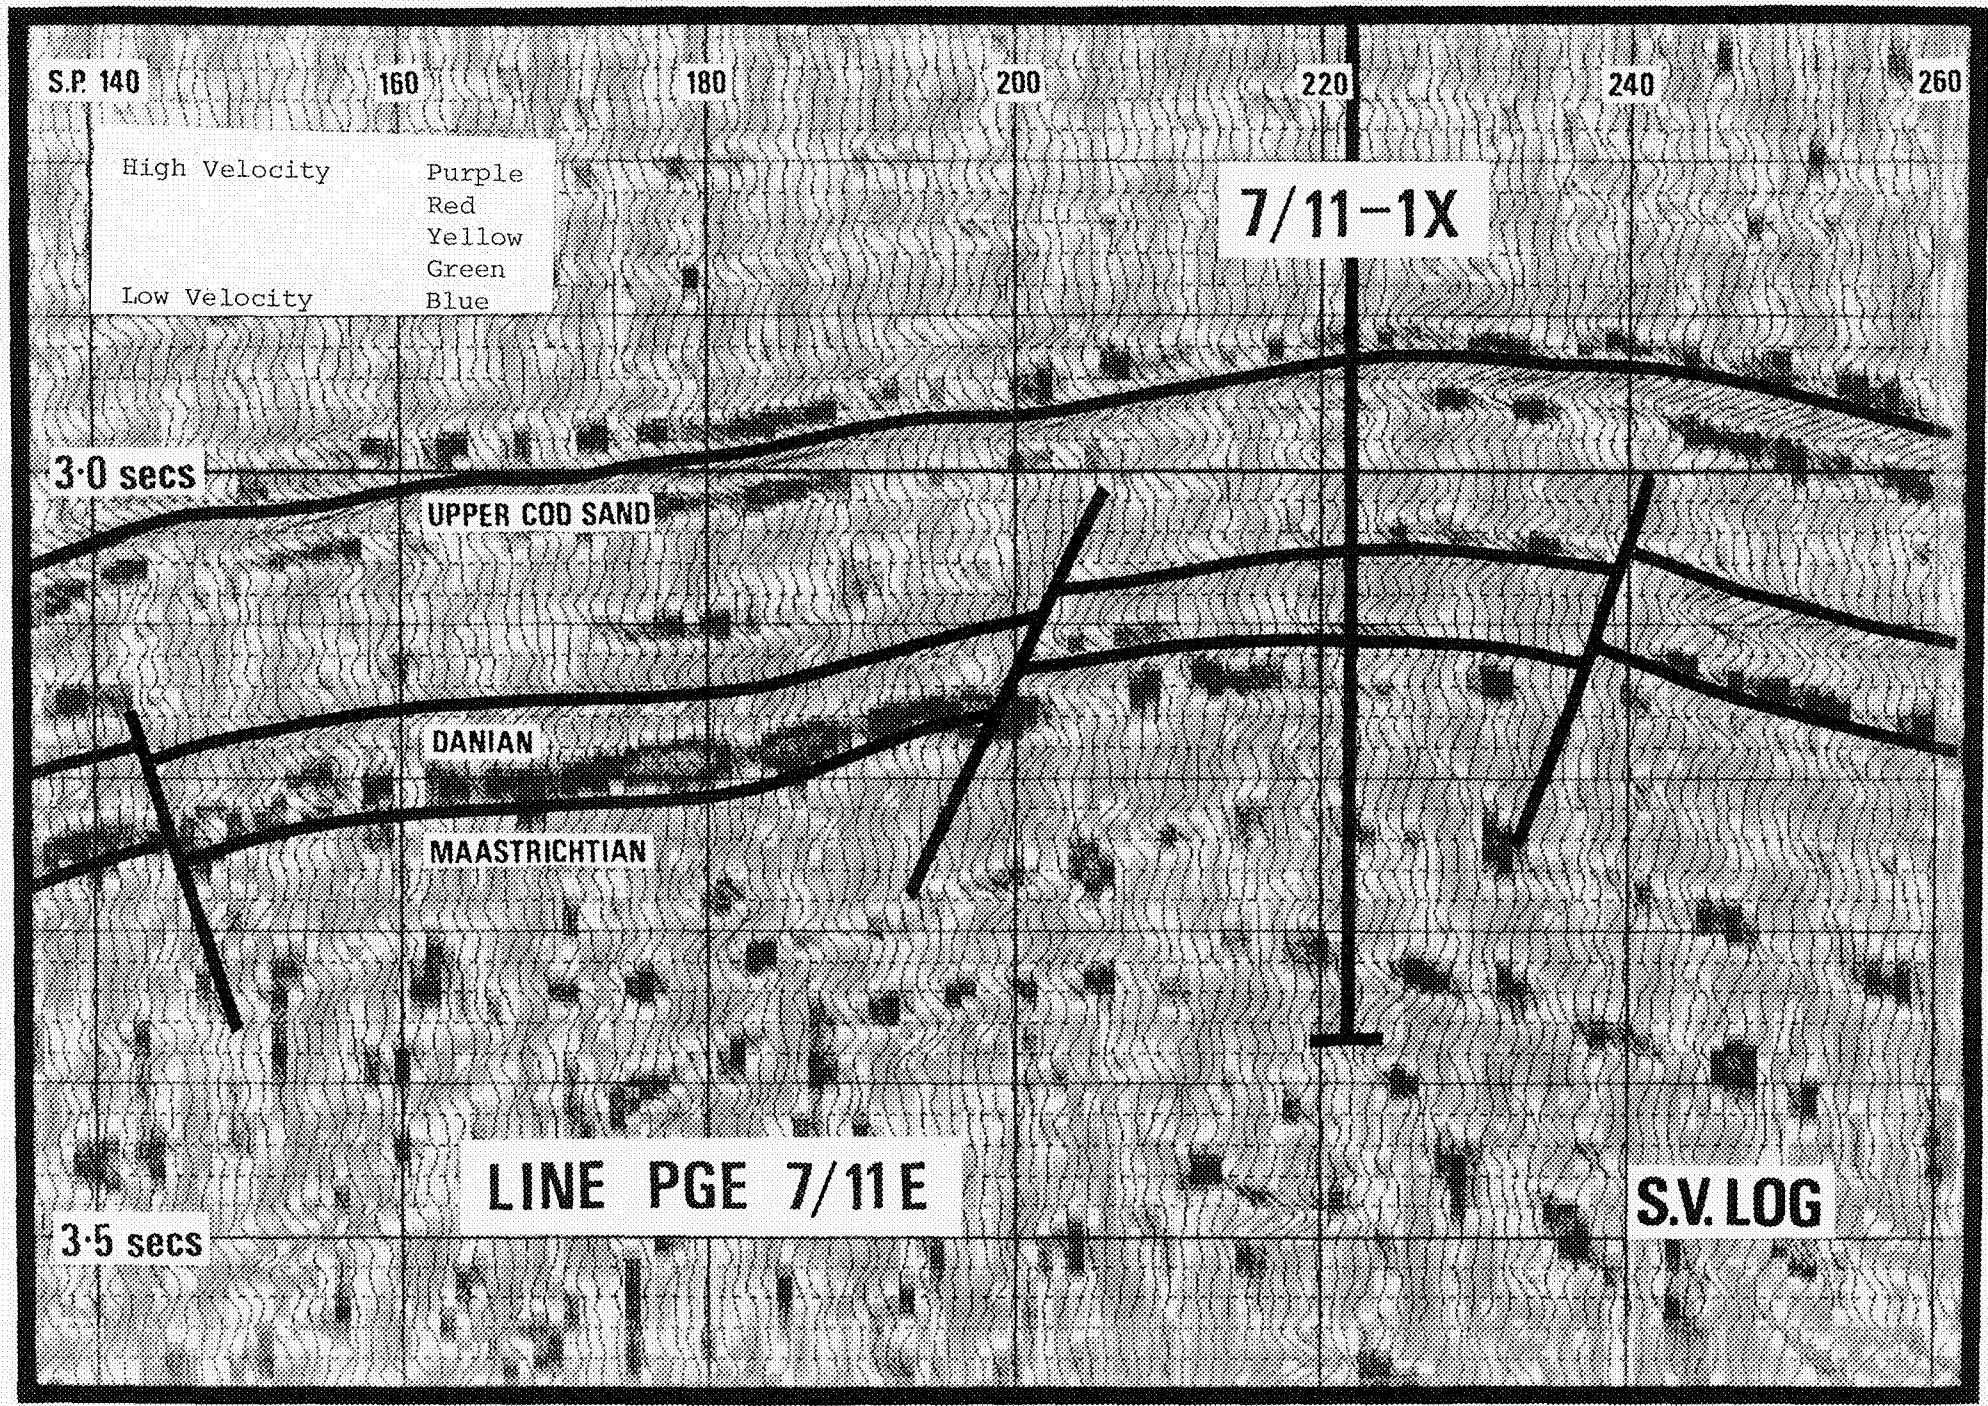 S.P. 140 160 180 200 220 240 260
High Velocity Purple
Red
Yellow
Green
Low Velocity Blue
7/11-1X
3·0 secs
UPPER COD SAND
DANIAN
MAASTRICHTIAN
LINE PGE 7/11E
S.V. LOG
3·5 secs